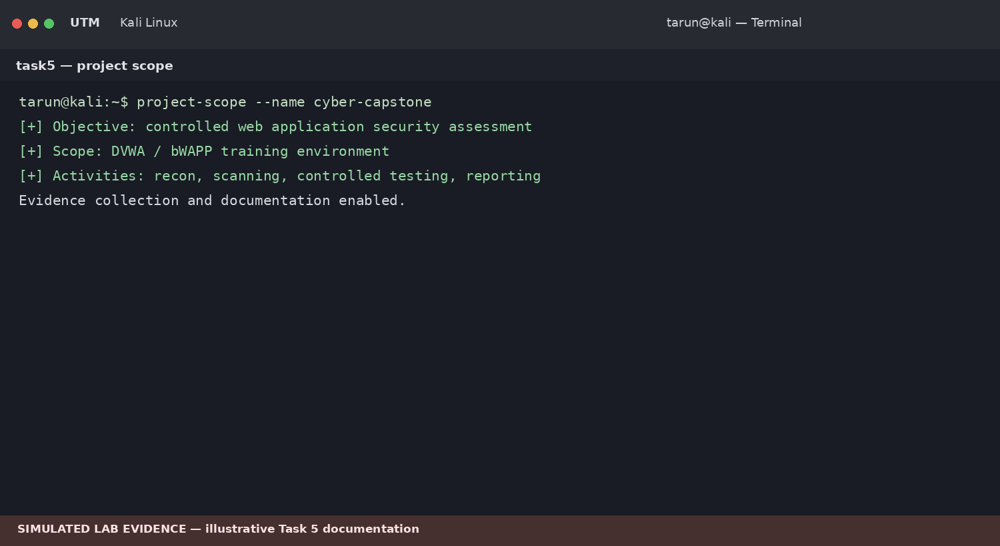 UTM Kali Linux tarun@kali — Terminal
task5 — project scope
tarun@kali:~$ project-scope --name cyber-capstone
[+] Objective: controlled web application security assessment
[+] Scope: DVWA / bWAPP training environment
[+] Activities: recon, scanning, controlled testing, reporting
Evidence collection and documentation enabled.
SIMULATED LAB EVIDENCE — illustrative Task 5 documentation